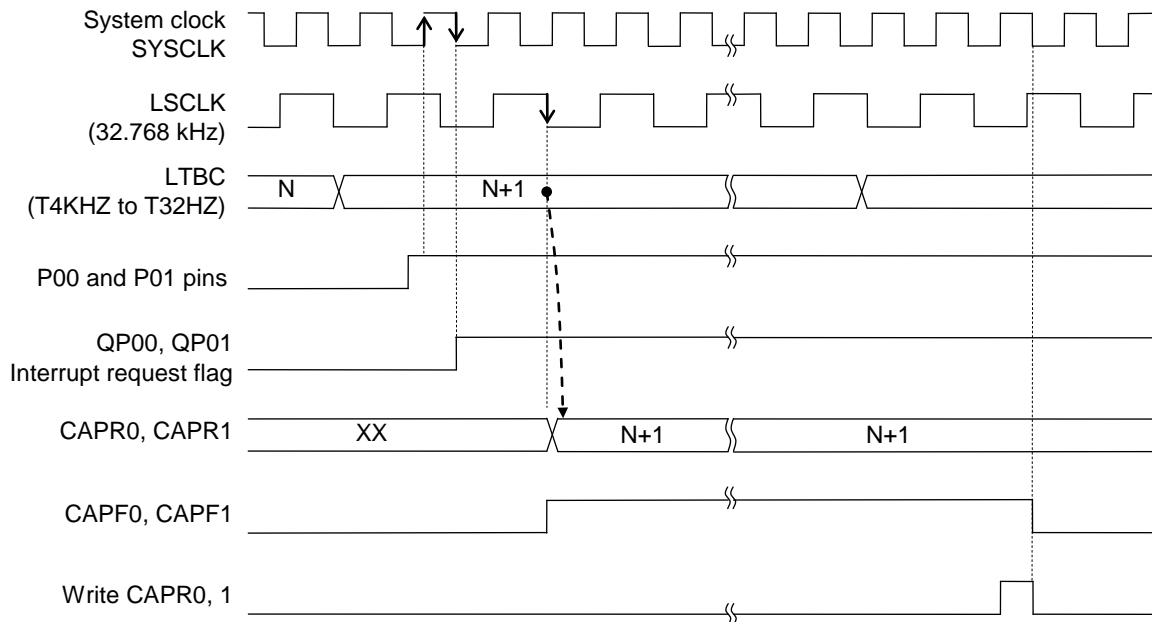 System clock
SYSCLK
LSCLK
(32.768 kHz)
LTBC
(T4KHZ to T32HZ)
N
N+1
P00 and P01 pins
QP00, QP01
Interrupt request flag
CAPR0, CAPR1
XX
N+1
N+1
CAPF0, CAPF1
Write CAPR0, 1